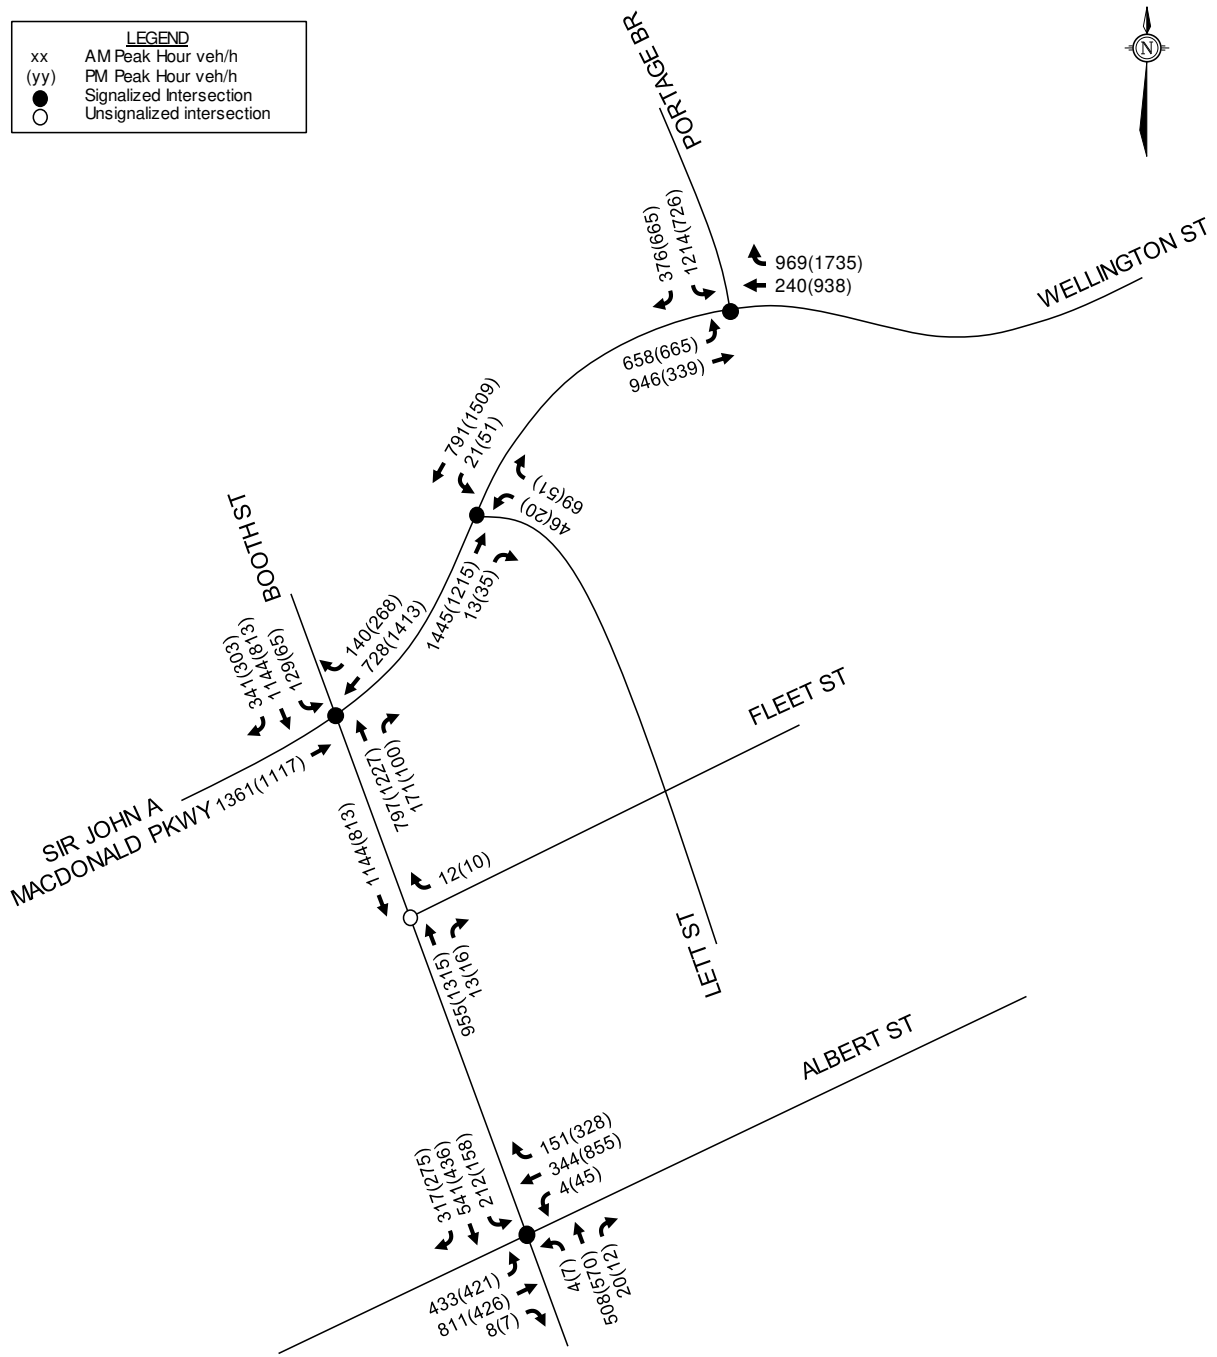 LEGEND
xx AM Peak Hour veh/h
(yy) PM Peak Hour veh/h
Signalized Intersection
Unsignalized intersection
N
PORTAGE BR
WELLINGTON ST
376(665)
1214(726)
969(1735)
240(938)
658(665)
946(339)
791(1509)
21(51)
69(51)
46(20)
1445(1215)
13(35)
BOOTH ST
341(303)
1144(813)
129(65)
140(268)
728(1413)
1361(1117)
797(1227)
171(100)
SIR JOHN A
MACDONALD PKWY
FLEET ST
1144(813)
12(10)
955(1315)
13(16)
LETT ST
ALBERT ST
317(275)
541(436)
212(158)
151(328)
344(855)
4(45)
433(421)
811(426)
8(7)
4(7)
508(570)
20(12)